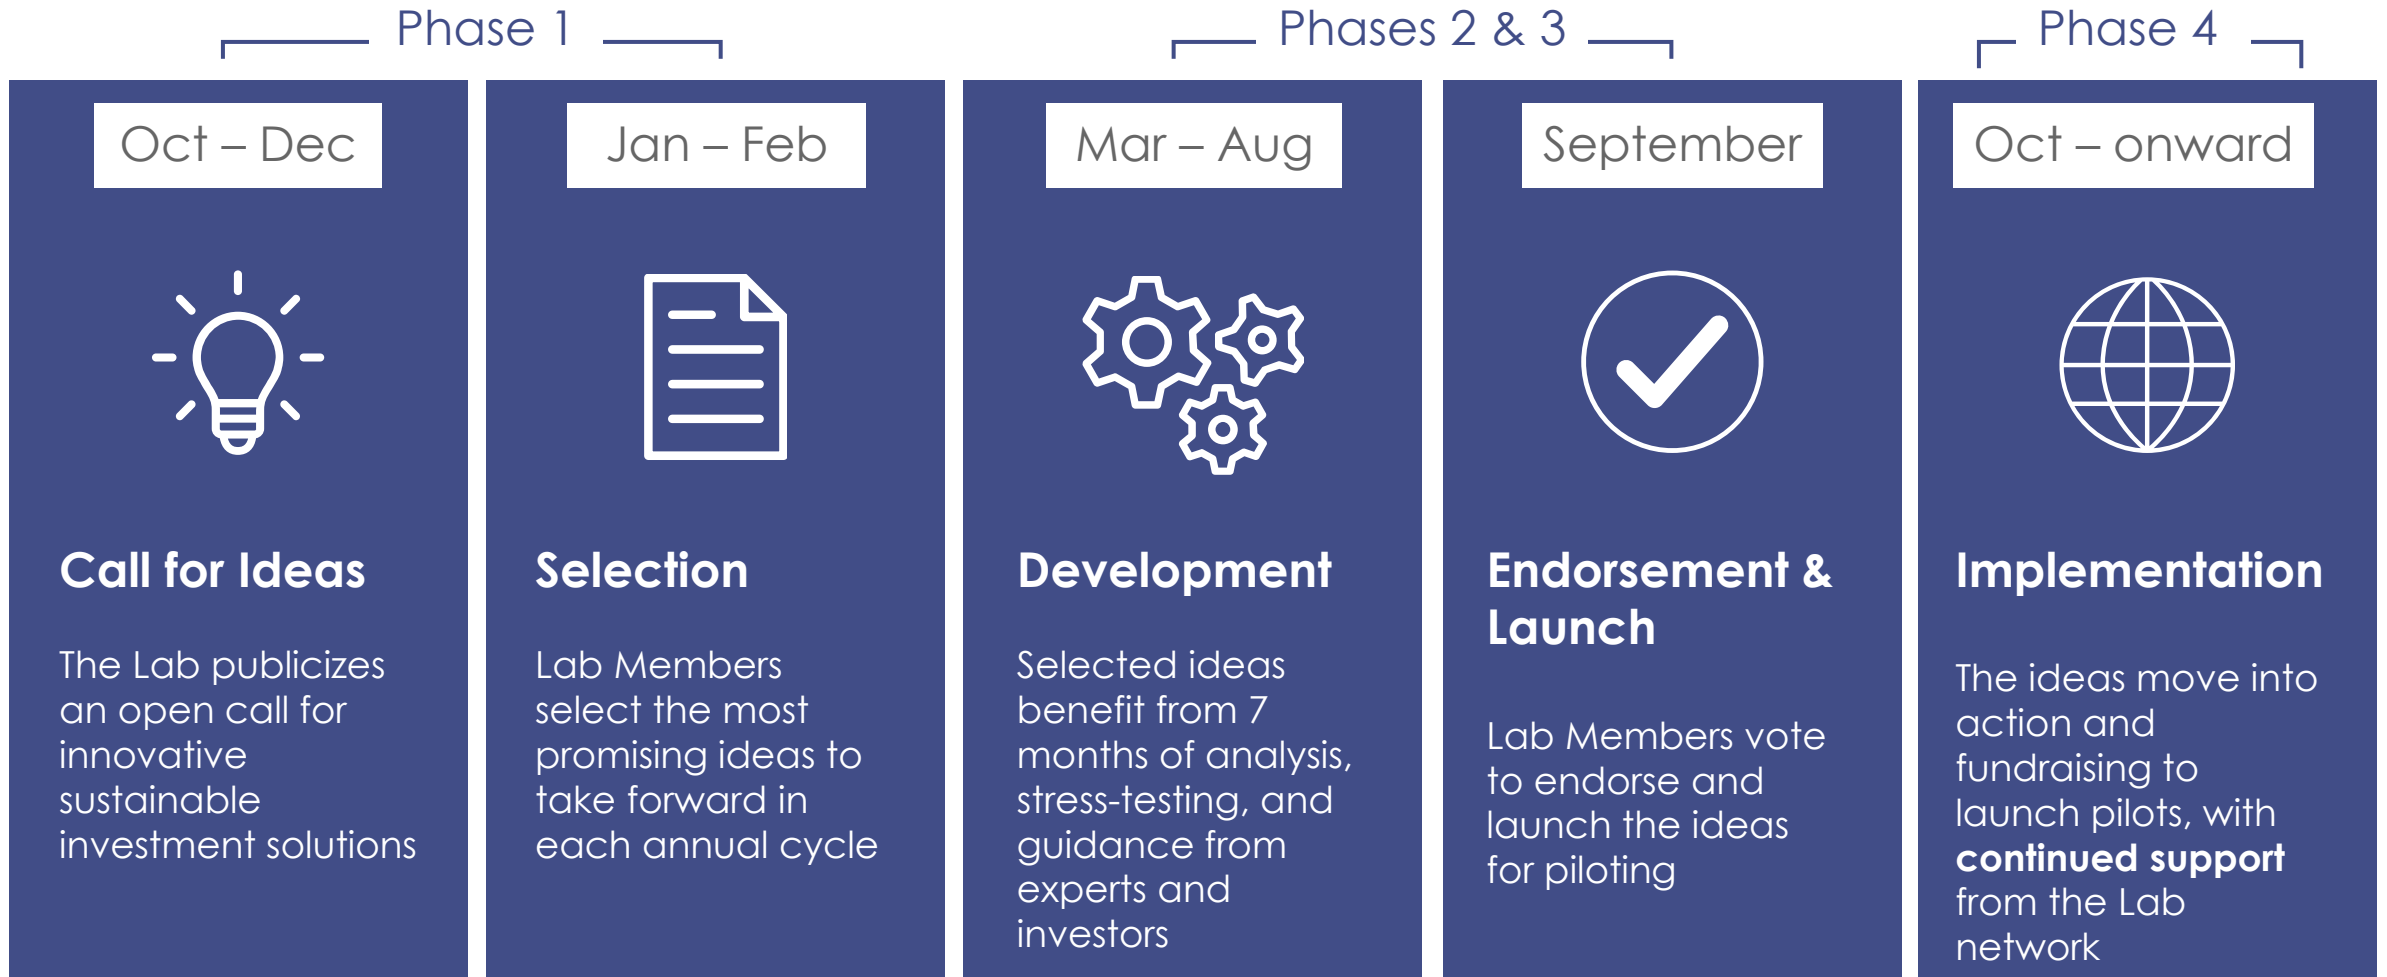 Phase 1
Phases 2 & 3
Phase 4
Oct – Dec
Call for Ideas
The Lab publicizes
an open call for
innovative
sustainable
investment solutions
Jan – Feb
Selection
Lab Members
select the most
promising ideas to
take forward in
each annual cycle
Mar – Aug
Development
Selected ideas
benefit from 7
months of analysis,
stress-testing, and
guidance from
experts and
investors
September
Endorsement &
Launch
Lab Members vote
to endorse and
launch the ideas
for piloting
Oct – onward
Implementation
The ideas move into
action and
fundraising to
launch pilots, with
continued support
from the Lab
network